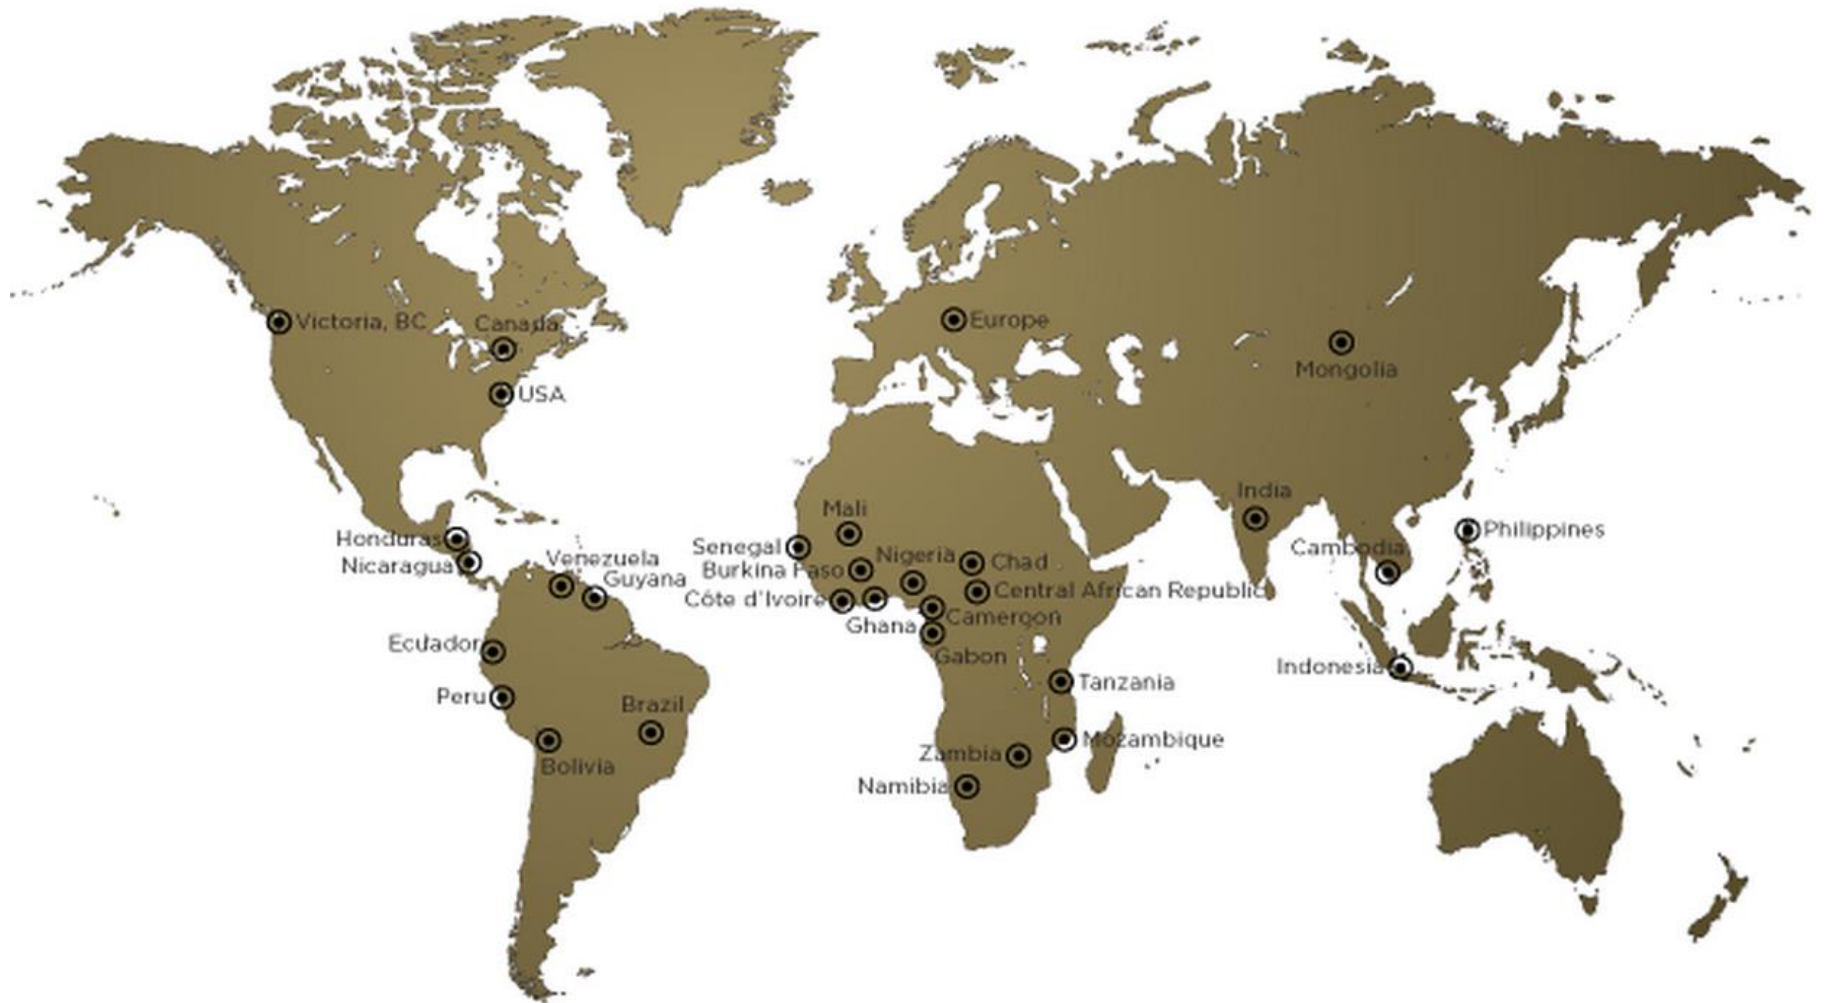 Victoria, BC
Canada
Europe
Mongolia
USA
India
Mali
Honduras
Senegal
Philippines
Nicaragua
Venezuela
Nigeria
Chad
Cambodia
Burkina Faso
Guyana
Côte d'Ivoire
Central African Republic
Ghana
Cameroon
Ecuador
Gabon
Indonesia
Tanzania
Peru
Brazil
Zambia
Mozambique
Bolivia
Namibia